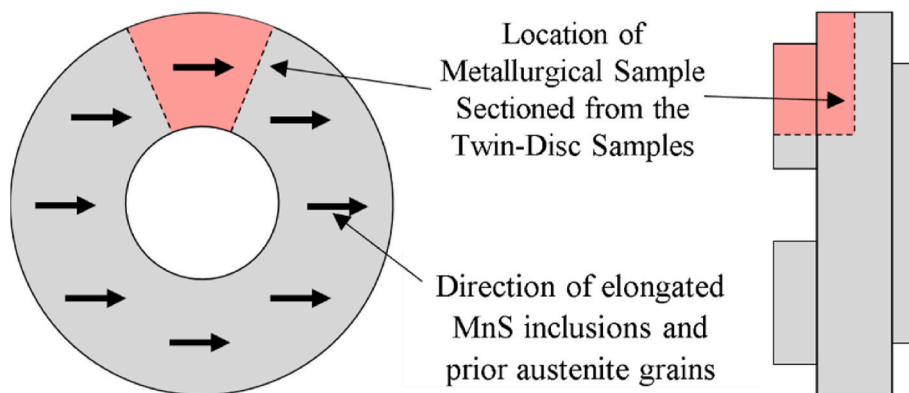 Location of
Metallurgical Sample
Sectioned from the
Twin-Disc Samples
Direction of elongated
MnS inclusions and
prior austenite grains